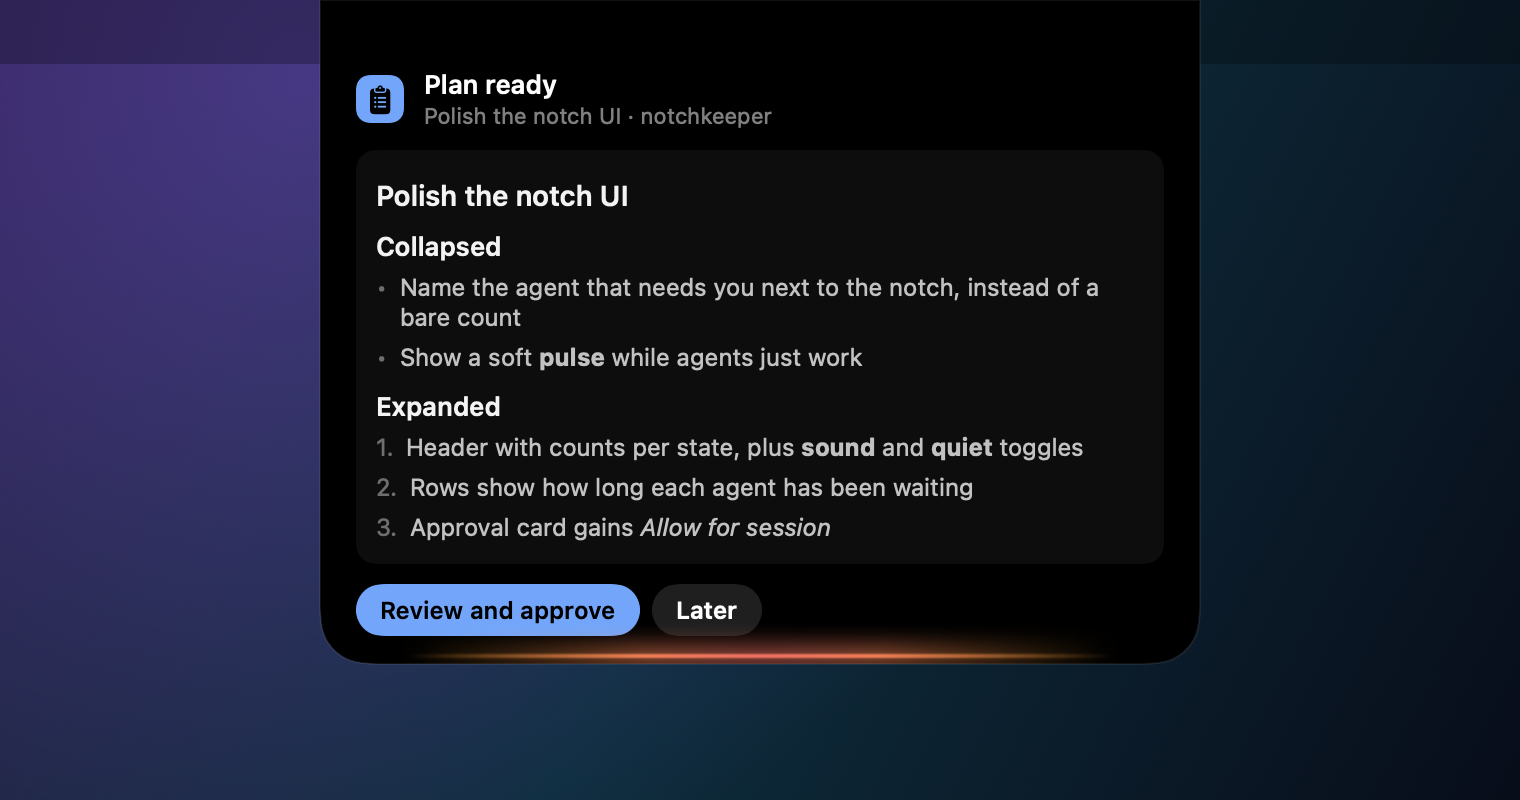 Plan ready
Polish the notch UI · notchkeeper
Polish the notch UI
Collapsed
• Name the agent that needs you next to the notch, instead of a
bare count
• Show a soft pulse while agents just work
Expanded
1. Header with counts per state, plus sound and quiet toggles
2. Rows show how long each agent has been waiting
3. Approval card gains Allow for session
Review and approve
Later